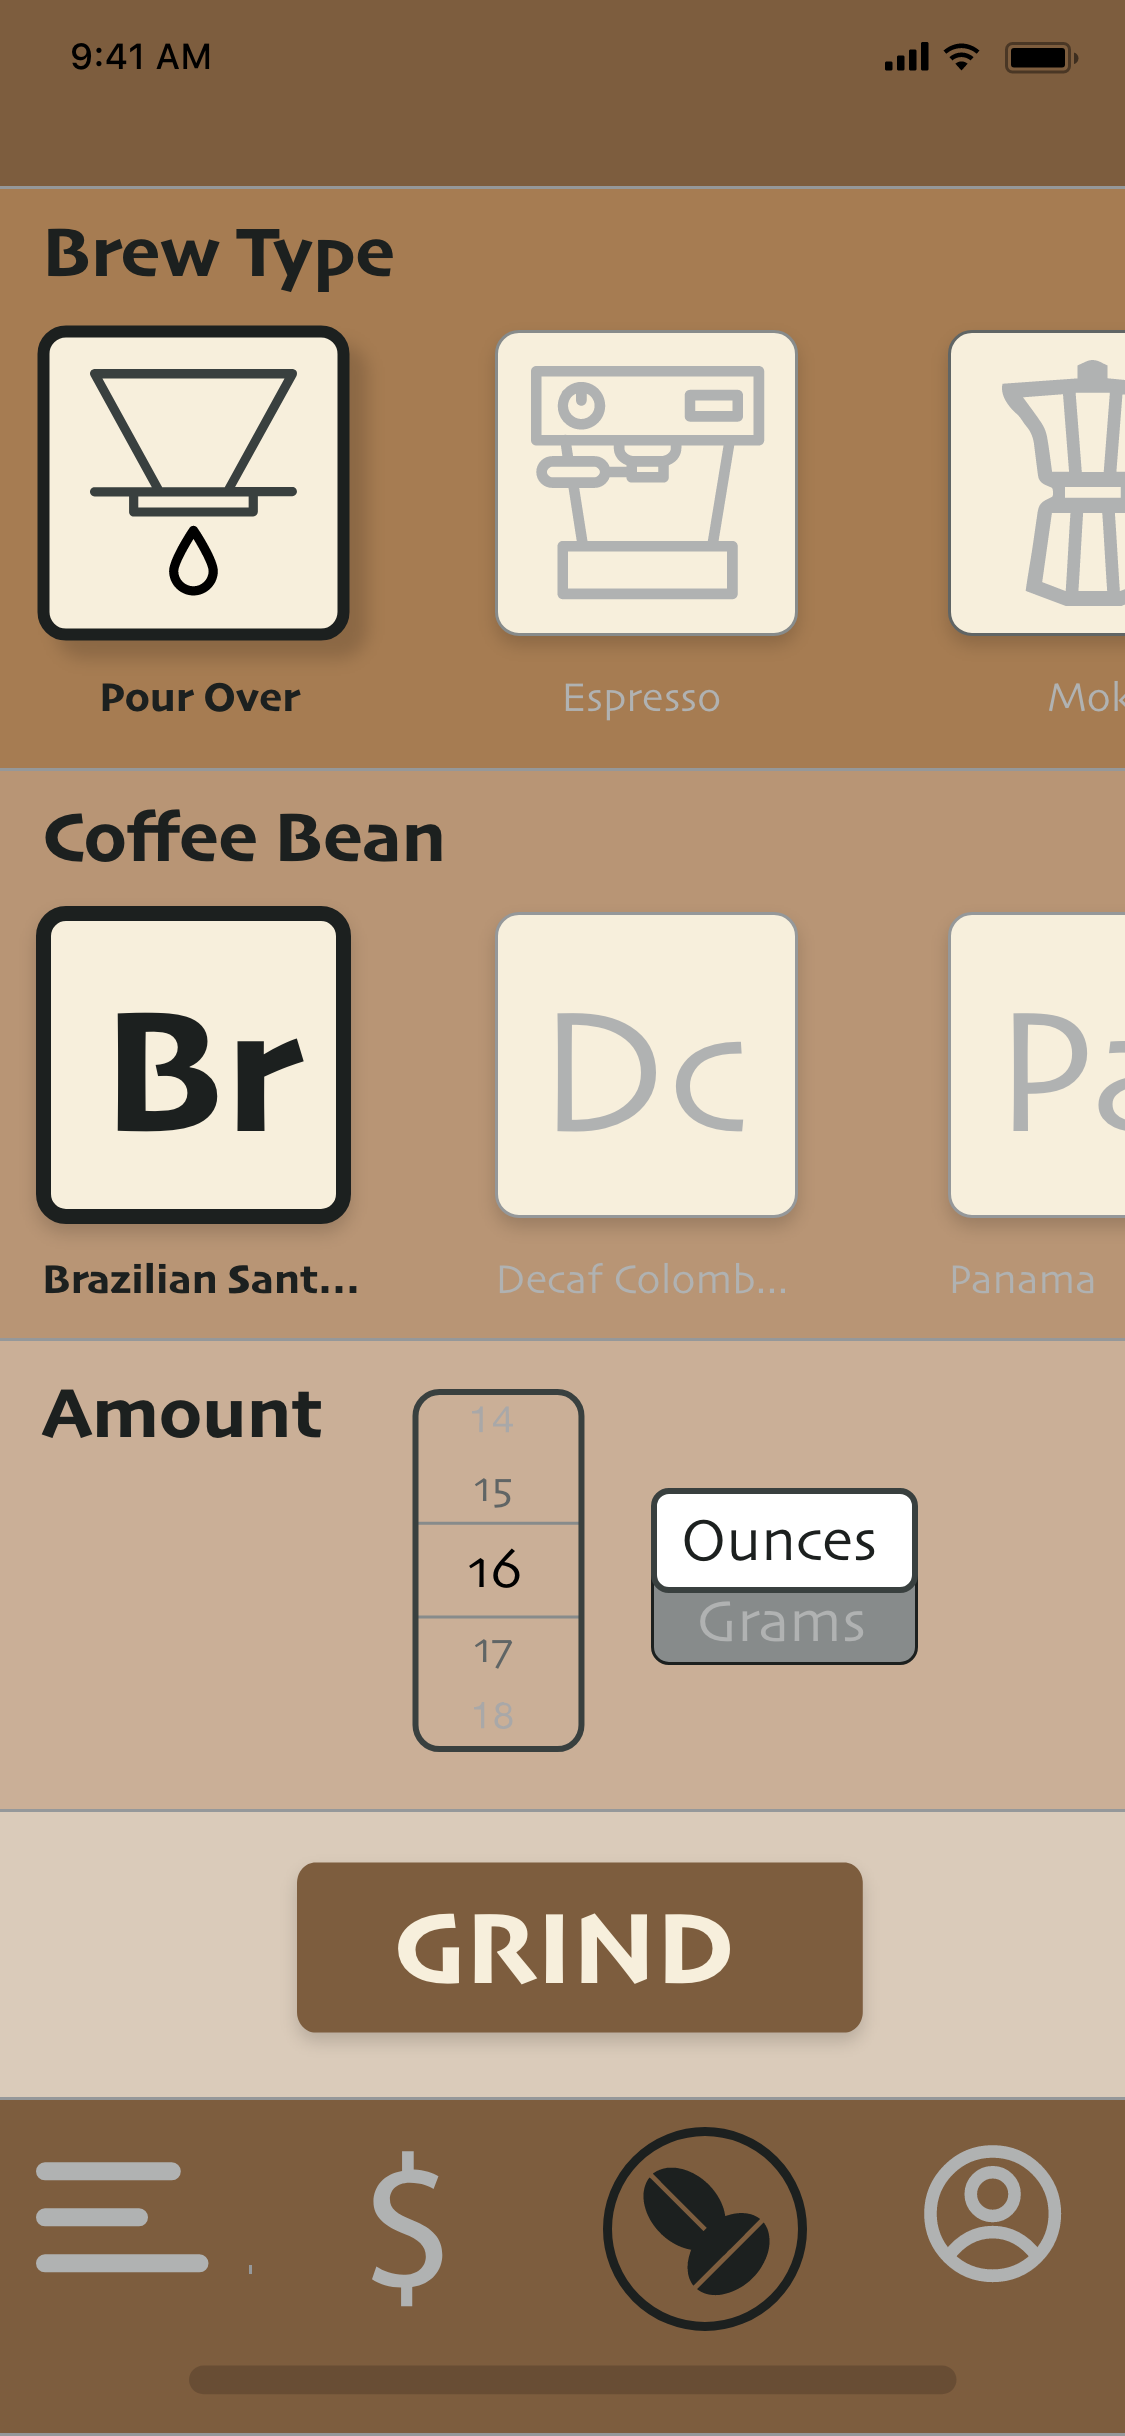 9:41 AM
Brew Type
Pour Over
Espresso
Mok
Coffee Bean
Br
Dc
Pa
Brazilian Sant...
Decaf Colomb...
Panama
Amount
14
15
16
17
18
Ounces
Grams
GRIND
$